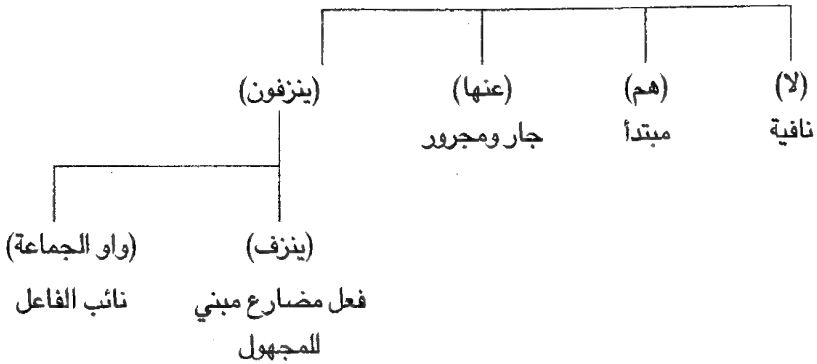 (لا) (هم) (عنها) (ينزفون)
نافية مبتدأ جار ومجرور
(ينزف) (واو الجماعة)
فعل مضارع مبني نائب الفاعل
للمجهول